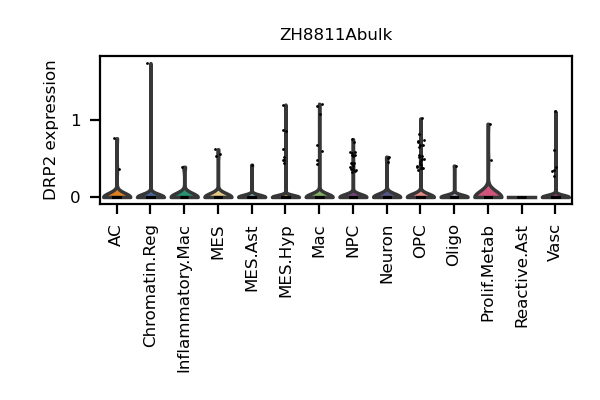 ZH8811Abulk
DRP2 expression
1
0
AC
Chromatin.Reg
Inflammatory.Mac
MES
MES.Ast
MES.Hyp
Mac
NPC
Neuron
OPC
Oligo
Prolif.Metab
Reactive.Ast
Vasc